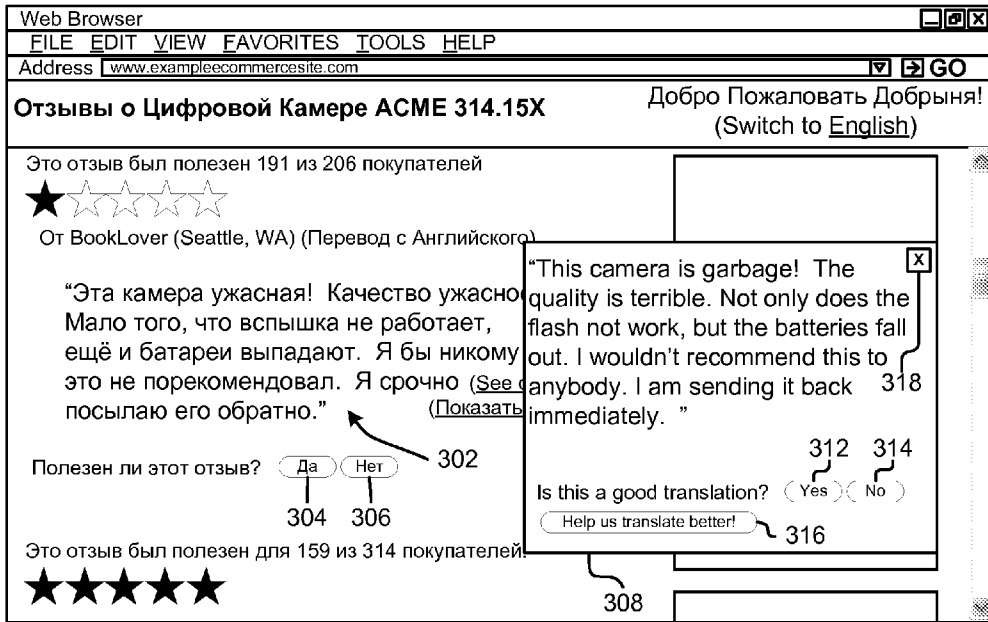 Web Browser
FILE EDIT VIEW FAVORITES TOOLS HELP
Address www.exampleecommercesite.com GO
Отзывы о Цифровой Камере ACME 314.15X
Добро Пожаловать Добрыня!
(Switch to English)
Это отзыв был полезен 191 из 206 покупателей
От BookLover (Seattle, WA) (Перевод с Английского)
“Эта камера ужасная! Качество
Мало того, что вспышка не работает,
ещё и батареи выпадают. Я бы никому
это не порекомендовал. Я срочно (See
посылаю его обратно.” (Показать
302
Полезен ли этот отзыв? Да Нет
304 306
Это отзыв был полезен для 159 из 314 покупателей.
X
“This camera is garbage! The
quality is terrible. Not only does the
flash not work, but the batteries fall
out. I wouldn’t recommend this to
anybody. I am sending it back
immediately. ”
318
312 314
Is this a good translation? Yes No
Help us translate better!
316
308